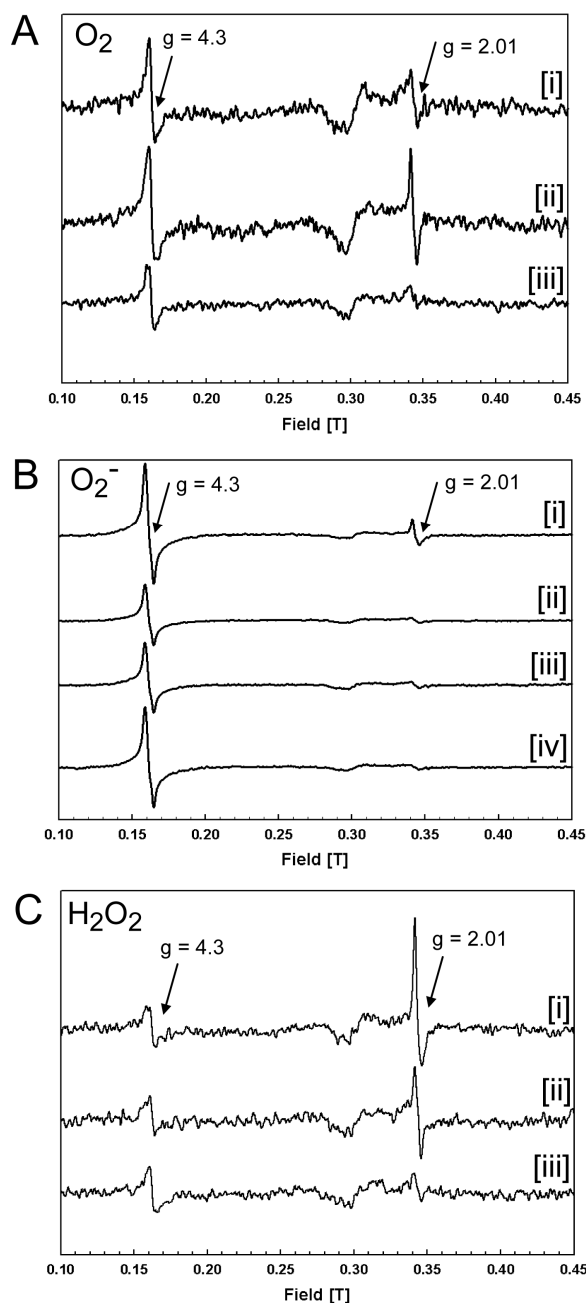 A O₂
g = 4.3
g = 2.01
[i]
[ii]
[iii]
0.10 0.15 0.20 0.25 0.30 0.35 0.40 0.45
Field [T]
B O₂⁻
g = 4.3
g = 2.01
[i]
[ii]
[iii]
[iv]
0.10 0.15 0.20 0.25 0.30 0.35 0.40 0.45
Field [T]
C H₂O₂
g = 4.3
g = 2.01
[i]
[ii]
[iii]
0.10 0.15 0.20 0.25 0.30 0.35 0.40 0.45
Field [T]